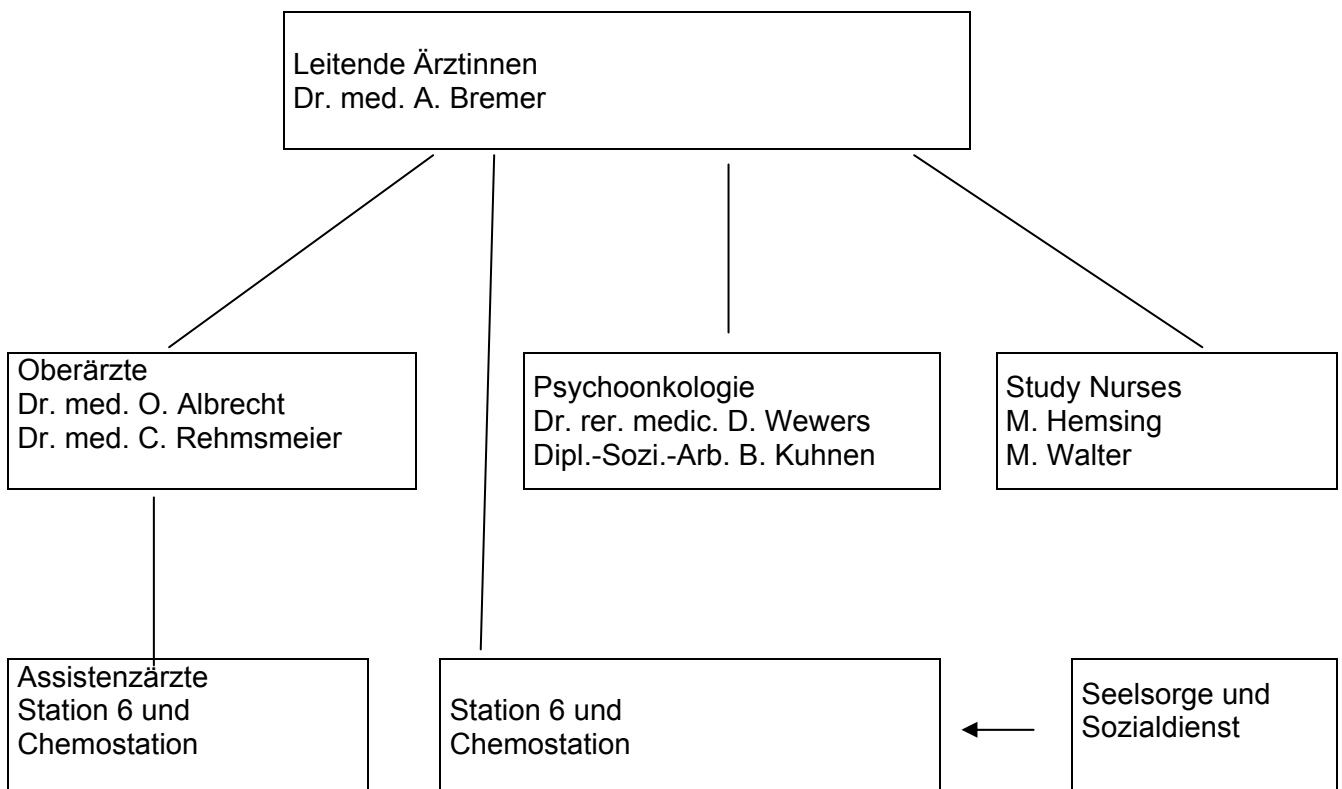 Leitende Ärztinnen
Dr. med. A. Bremer
Oberärzte
Dr. med. O. Albrecht
Dr. med. C. Rehmsmeier
Psychoonkologie
Dr. rer. medic. D. Wewers
Dipl.-Sozi.-Arb. B. Kuhnen
Study Nurses
M. Hemsing
M. Walter
Assistenzärzte
Station 6 und
Chemostation
Station 6 und
Chemostation
Seelsorge und
Sozialdienst